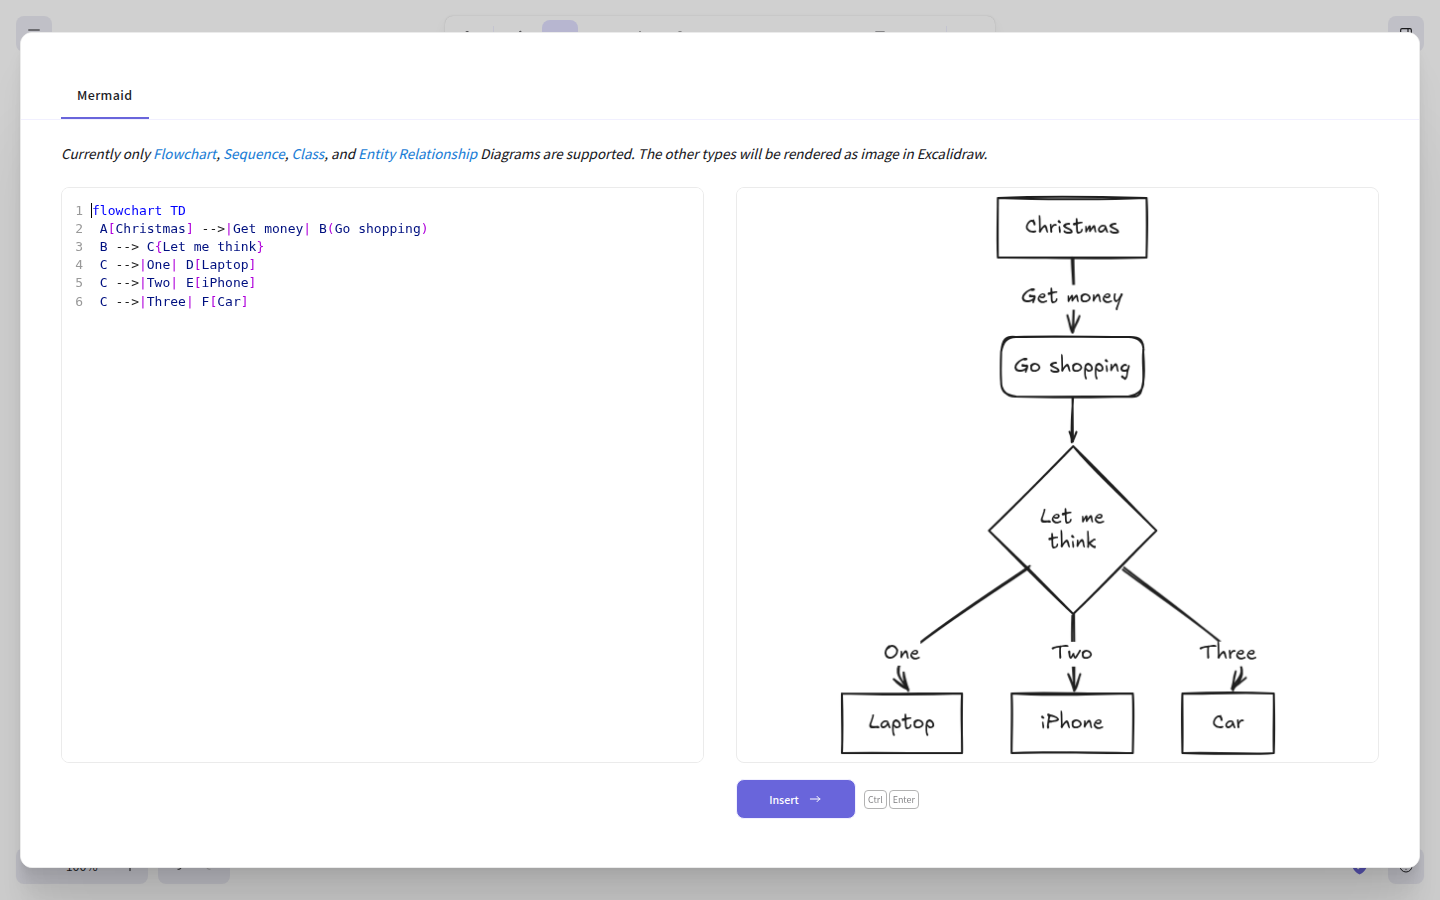 Mermaid
Currently only Flowchart, Sequence, Class, and Entity Relationship Diagrams are supported. The other types will be rendered as image in Excalidraw.
1 flowchart TD
2 A[Christmas] -->|Get money| B(Go shopping)
3 B --> C{Let me think}
4 C -->|One| D[Laptop]
5 C -->|Two| E[iPhone]
6 C -->|Three| F[Car]
Christmas
Get money
Go shopping
Let me
think
One Two Three
Laptop iPhone Car
Insert → Ctrl Enter